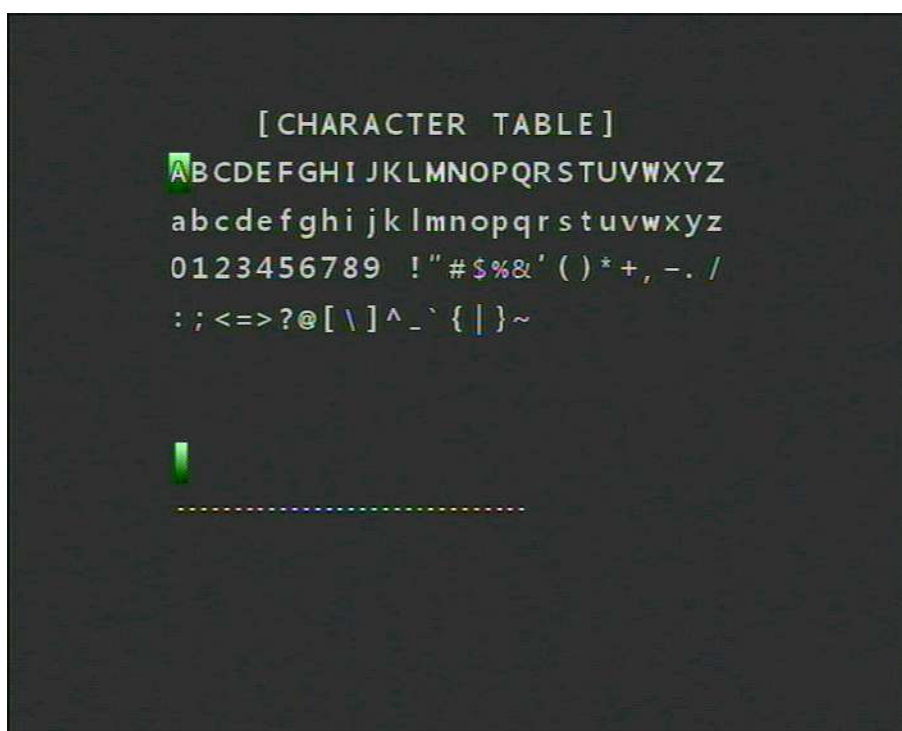 [CHARACTER TABLE]
ABCDEFGHIJKLMNOPQRSTUVWXYZ
abcdefghijklmnopqrstuvwxyz
0123456789 !"#$%&'()*+,-./
:;<=>?@[\]^_`{|}~